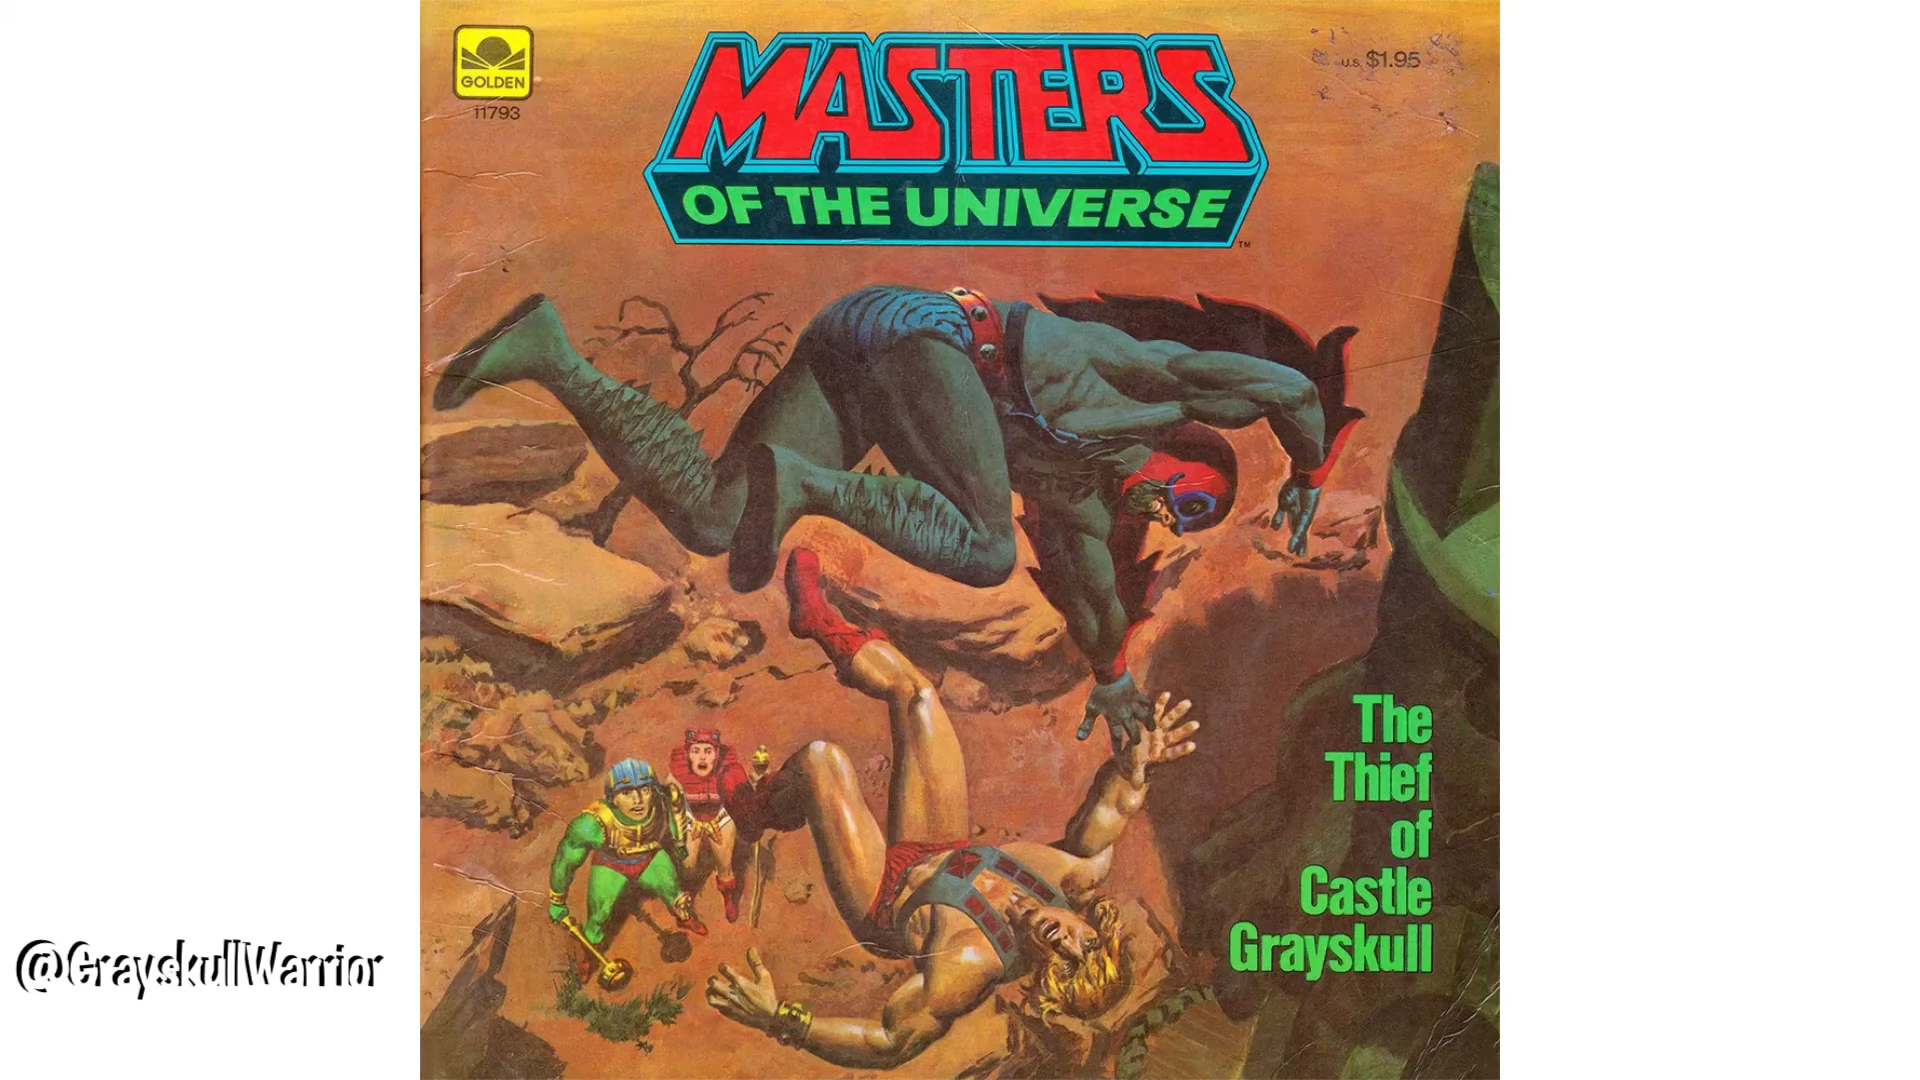 GOLDEN
11793
U.S. $1.95
MASTERS
OF THE UNIVERSE
TM
The
Thief
of
Castle
Grayskull
@GrayskullWarrior